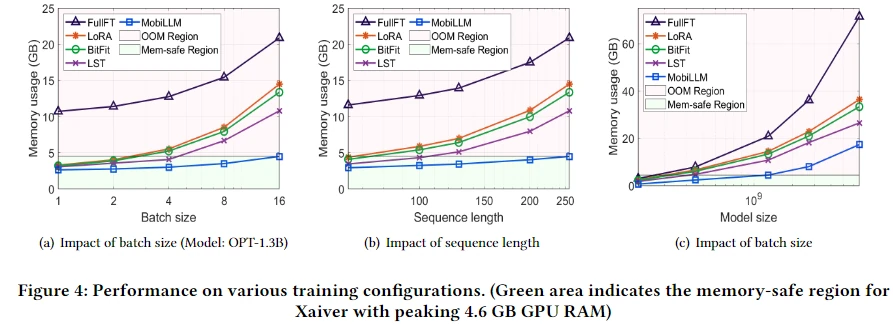 25
20
15
10
5
0
Memory usage (GB)
FullFT
LoRA
BitFit
LST
MobiLLM
OOM Region
Mem-safe Region
1 2 4 8 16
Batch size
(a) Impact of batch size (Model: OPT-1.3B)
25
20
15
10
5
0
Memory usage (GB)
FullFT
LoRA
BitFit
LST
MobiLLM
OOM Region
Mem-safe Region
100 150 200 250
Sequence length
(b) Impact of sequence length
60
40
20
0
Memory usage (GB)
FullFT
LoRA
BitFit
LST
MobiLLM
OOM Region
Mem-safe Region
10⁹
Model size
(c) Impact of batch size
Figure 4: Performance on various training configurations. (Green area indicates the memory-safe region for
Xaiver with peaking 4.6 GB GPU RAM)